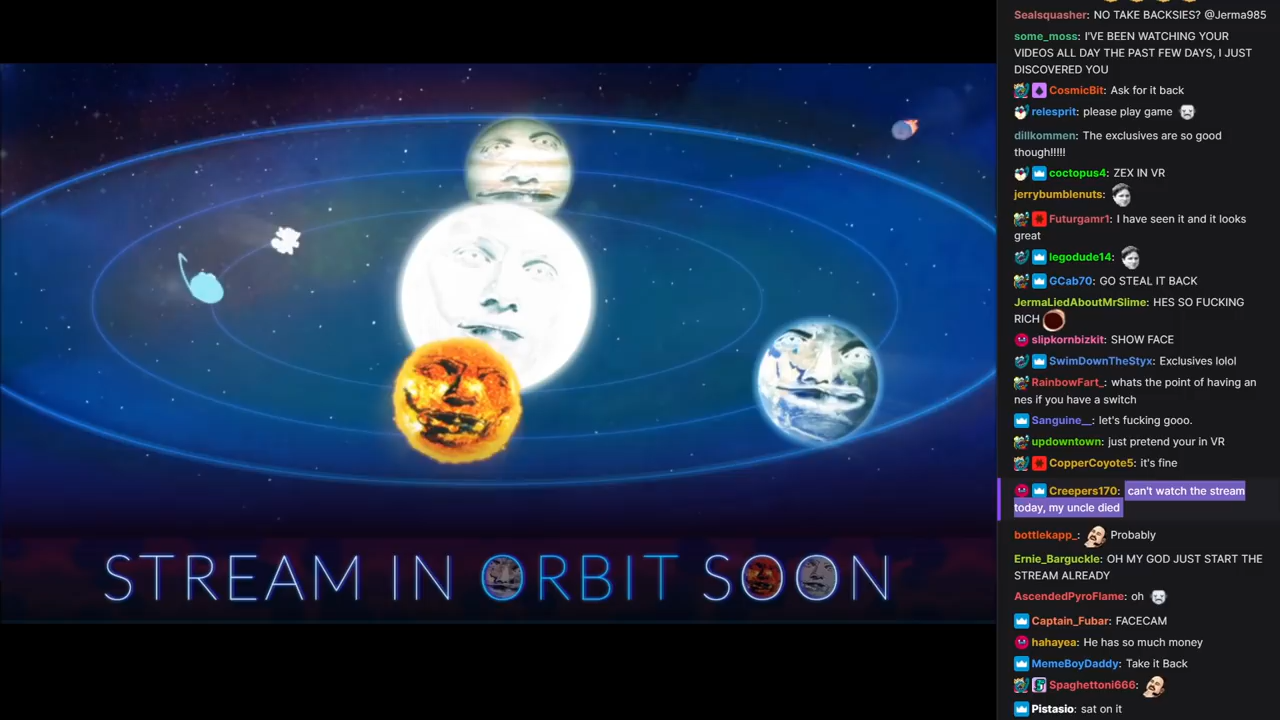 STREAM IN ORBIT SOON
Sealsquasher: NO TAKE BACKSIES? @Jerma985
some_moss: I'VE BEEN WATCHING YOUR
VIDEOS ALL DAY THE PAST FEW DAYS, I JUST
DISCOVERED YOU
CosmicBit: Ask for it back
relesprit: please play game
dillkommen: The exclusives are so good
though!!!!!
coctopus4: ZEX IN VR
jerrybumblenuts:
Futurgamr1: I have seen it and it looks
great
legodude14:
GCab70: GO STEAL IT BACK
JermaLiedAboutMrSlime: HES SO FUCKING
RICH
slipkornbizkit: SHOW FACE
SwimDownTheStyx: Exclusives lolol
RainbowFart_: whats the point of having an
nes if you have a switch
Sanguine__: let's fucking gooo.
updowntown: just pretend your in VR
CopperCoyote5: it's fine
Creepers170: can't watch the stream
today, my uncle died
bottlekapp_: Probably
Ernie_Barguckle: OH MY GOD JUST START THE
STREAM ALREADY
AscendedPyroFlame: oh
Captain_Fubar: FACECAM
hahayea: He has so much money
MemeBoyDaddy: Take it Back
Spaghettoni666:
Pistasio: sat on it